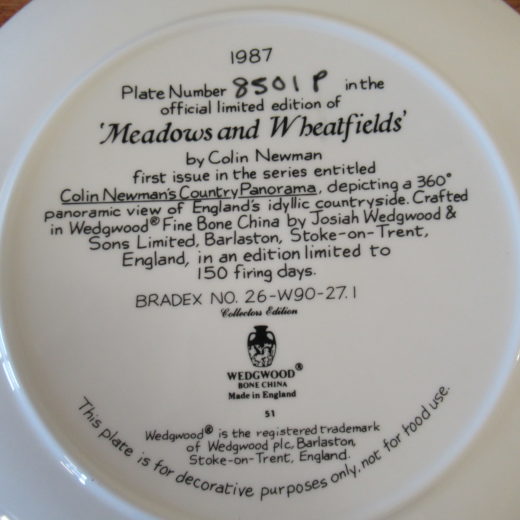 1987
Plate Number 8501P in the
official limited edition of
'Meadows and Wheatfields'
by Colin Newman
first issue in the series entitled
Colin Newman's Country Panorama, depicting a 360°
panoramic view of England's idyllic countryside. Crafted
in Wedgwood® Fine Bone China by Josiah Wedgwood &
Sons Limited, Barlaston, Stoke-on-Trent,
England, in an edition limited to
150 firing days.
BRADEX NO. 26-W90-27.1
Collectors Edition
WEDGWOOD®
BONE CHINA
Made in England
51
Wedgwood® is the registered trademark
of Wedgwood plc, Barlaston,
Stoke-on-Trent, England.
This plate is for decorative purposes only, not for food use.